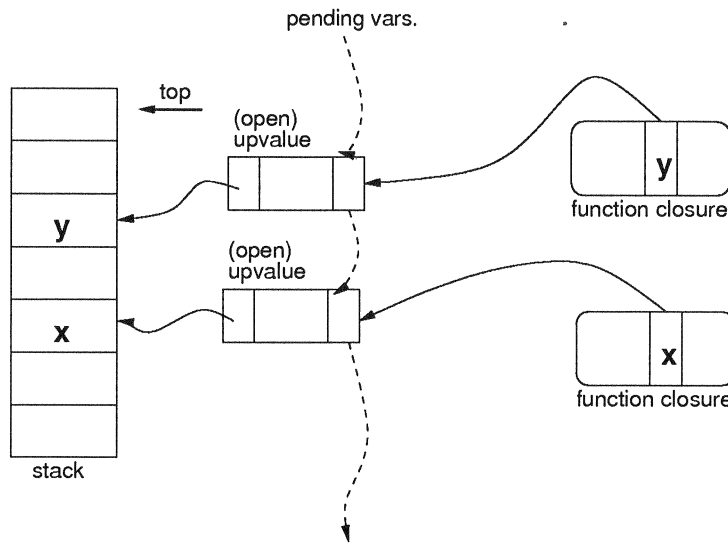 pending vars.
top
(open)
upvalue
y
function closure
y
(open)
upvalue
x
x
function closure
stack